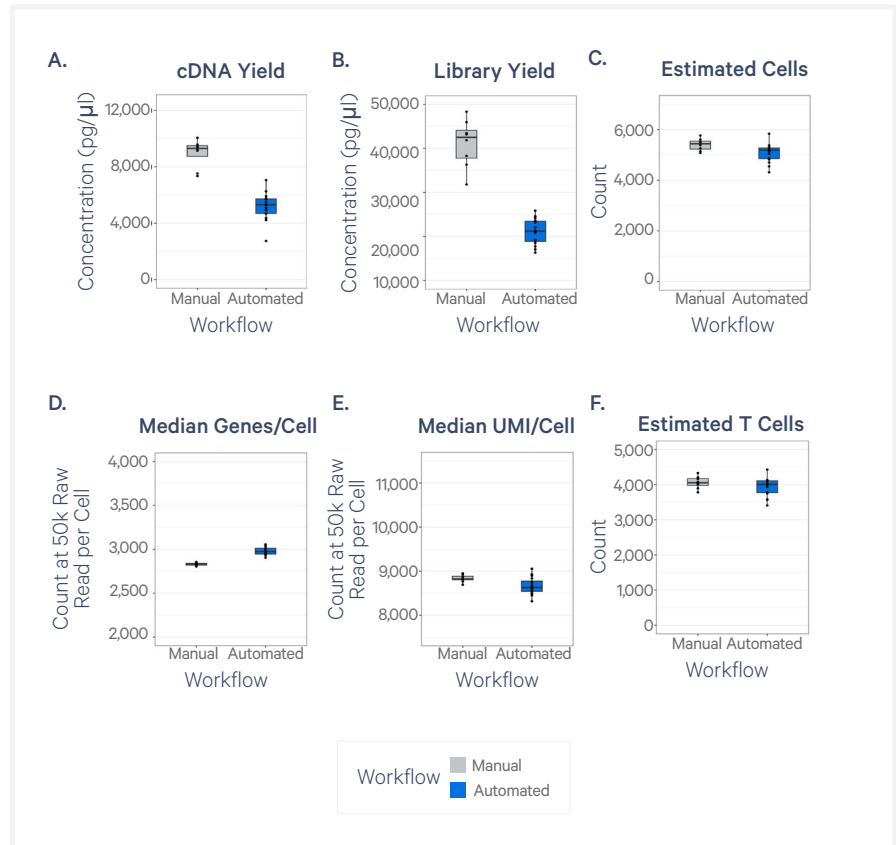 A.
cDNA Yield
Concentration (pg/µl)
12,000
8,000
4,000
0
Manual Automated
Workflow
B.
Library Yield
Concentration (pg/µl)
50,000
40,000
30,000
20,000
10,000
Manual Automated
Workflow
C.
Estimated Cells
Count
6,000
4,000
2,000
0
Manual Automated
Workflow
D.
Median Genes/Cell
Count at 50k Raw
Read per Cell
4,000
3,500
3,000
2,500
2,000
Manual Automated
Workflow
E.
Median UMI/Cell
Count at 50k Raw
Read per Cell
11,000
10,000
9,000
8,000
Manual Automated
Workflow
F.
Estimated T Cells
Count
5,000
4,000
3,000
2,000
1,000
0
Manual Automated
Workflow
Workflow
Manual
Automated